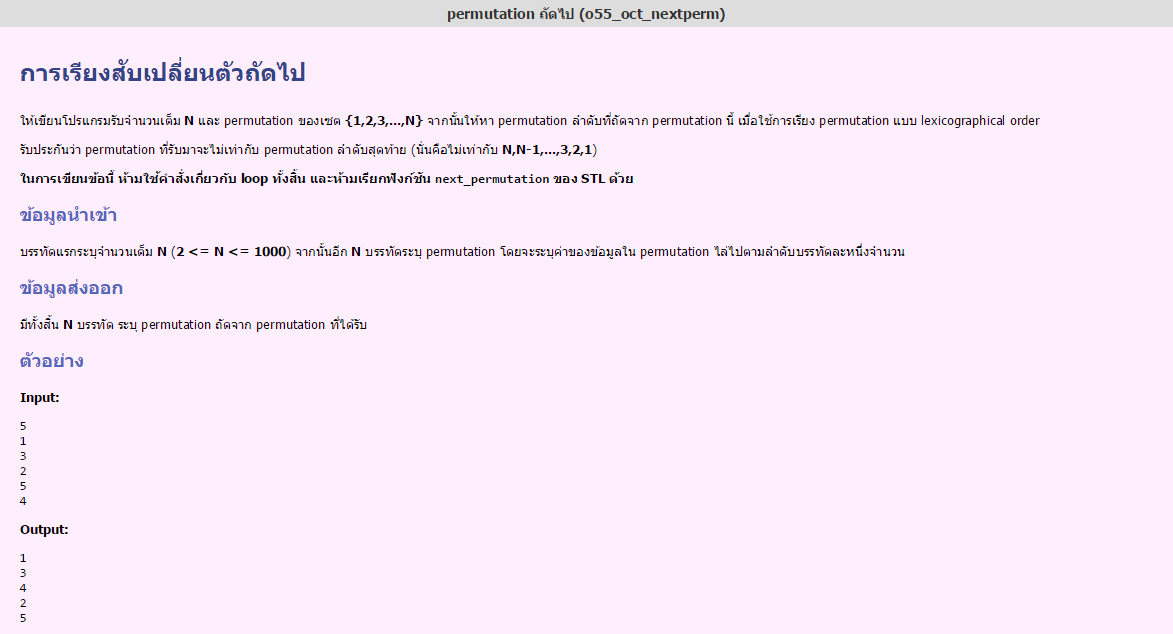 permutation ถัดไป (o55_oct_nextperm)
การเรียงสับเปลี่ยนตัวถัดไป
ให้เขียนโปรแกรมรับจำนวนเต็ม N และ permutation ของเซต {1,2,3,...,N} จากนั้นให้หา permutation ลำดับที่ถัดจาก permutation นี้ เมื่อใช้การเรียง permutation แบบ lexicographical order
รับประกันว่า permutation ที่รับมาจะไม่เท่ากับ permutation ลำดับสุดท้าย (นั่นคือไม่เท่ากับ N,N-1,...,3,2,1)
ในการเขียนข้อนี้ ห้ามใช้คำสั่งเกี่ยวกับ loop ทั้งสิ้น และห้ามเรียกฟังก์ชัน next_permutation ของ STL ด้วย
ข้อมูลนำเข้า
บรรทัดแรกระบุจำนวนเต็ม N (2 <= N <= 1000) จากนั้นอีก N บรรทัดระบุ permutation โดยจะระบุค่าของข้อมูลใน permutation ไล่ไปตามลำดับบรรทัดละหนึ่งจำนวน
ข้อมูลส่งออก
มีทั้งสิ้น N บรรทัด ระบุ permutation ถัดจาก permutation ที่ได้รับ
ตัวอย่าง
Input:
5
1
3
2
5
4
Output:
1
3
4
2
5